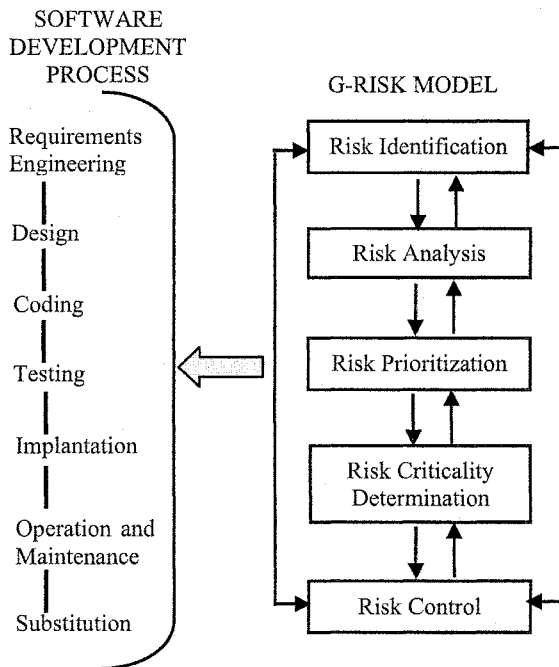 SOFTWARE
DEVELOPMENT
PROCESS
Requirements
Engineering
Design
Coding
Testing
Implantation
Operation and
Maintenance
Substitution
G-RISK MODEL
Risk Identification
Risk Analysis
Risk Prioritization
Risk Criticality
Determination
Risk Control